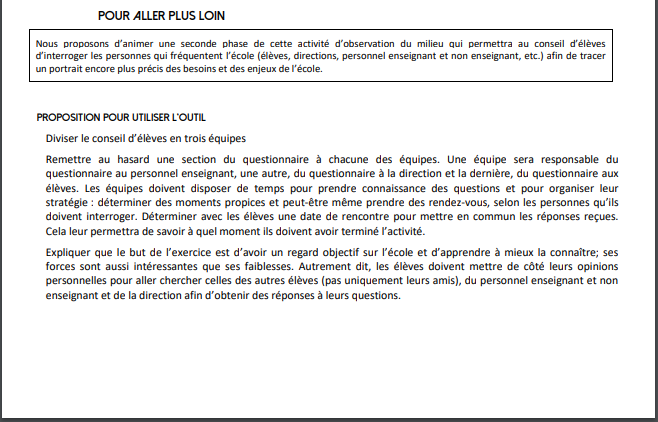 POUR ALLER PLUS LOIN
Nous proposons d'animer une seconde phase de cette activité d'observation du milieu qui permettra au conseil d'élèves
d'interroger les personnes qui fréquentent l'école (élèves, directions, personnel enseignant et non enseignant, etc.) afin de tracer
un portrait encore plus précis des besoins et des enjeux de l'école.
PROPOSITION POUR UTILISER L'OUTIL
Diviser le conseil d'élèves en trois équipes
Remettre au hasard une section du questionnaire à chacune des équipes. Une équipe sera responsable du
questionnaire au personnel enseignant, une autre, du questionnaire à la direction et la dernière, du questionnaire aux
élèves. Les équipes doivent disposer de temps pour prendre connaissance des questions et pour organiser leur
stratégie : déterminer des moments propices et peut-être même prendre des rendez-vous, selon les personnes qu'ils
doivent interroger. Déterminer avec les élèves une date de rencontre pour mettre en commun les réponses reçues.
Cela leur permettra de savoir à quel moment ils doivent avoir terminé l'activité.
Expliquer que le but de l'exercice est d'avoir un regard objectif sur l'école et d'apprendre à mieux la connaître; ses
forces sont aussi intéressantes que ses faiblesses. Autrement dit, les élèves doivent mettre de côté leurs opinions
personnelles pour aller chercher celles des autres élèves (pas uniquement leurs amis), du personnel enseignant et non
enseignant et de la direction afin d'obtenir des réponses à leurs questions.